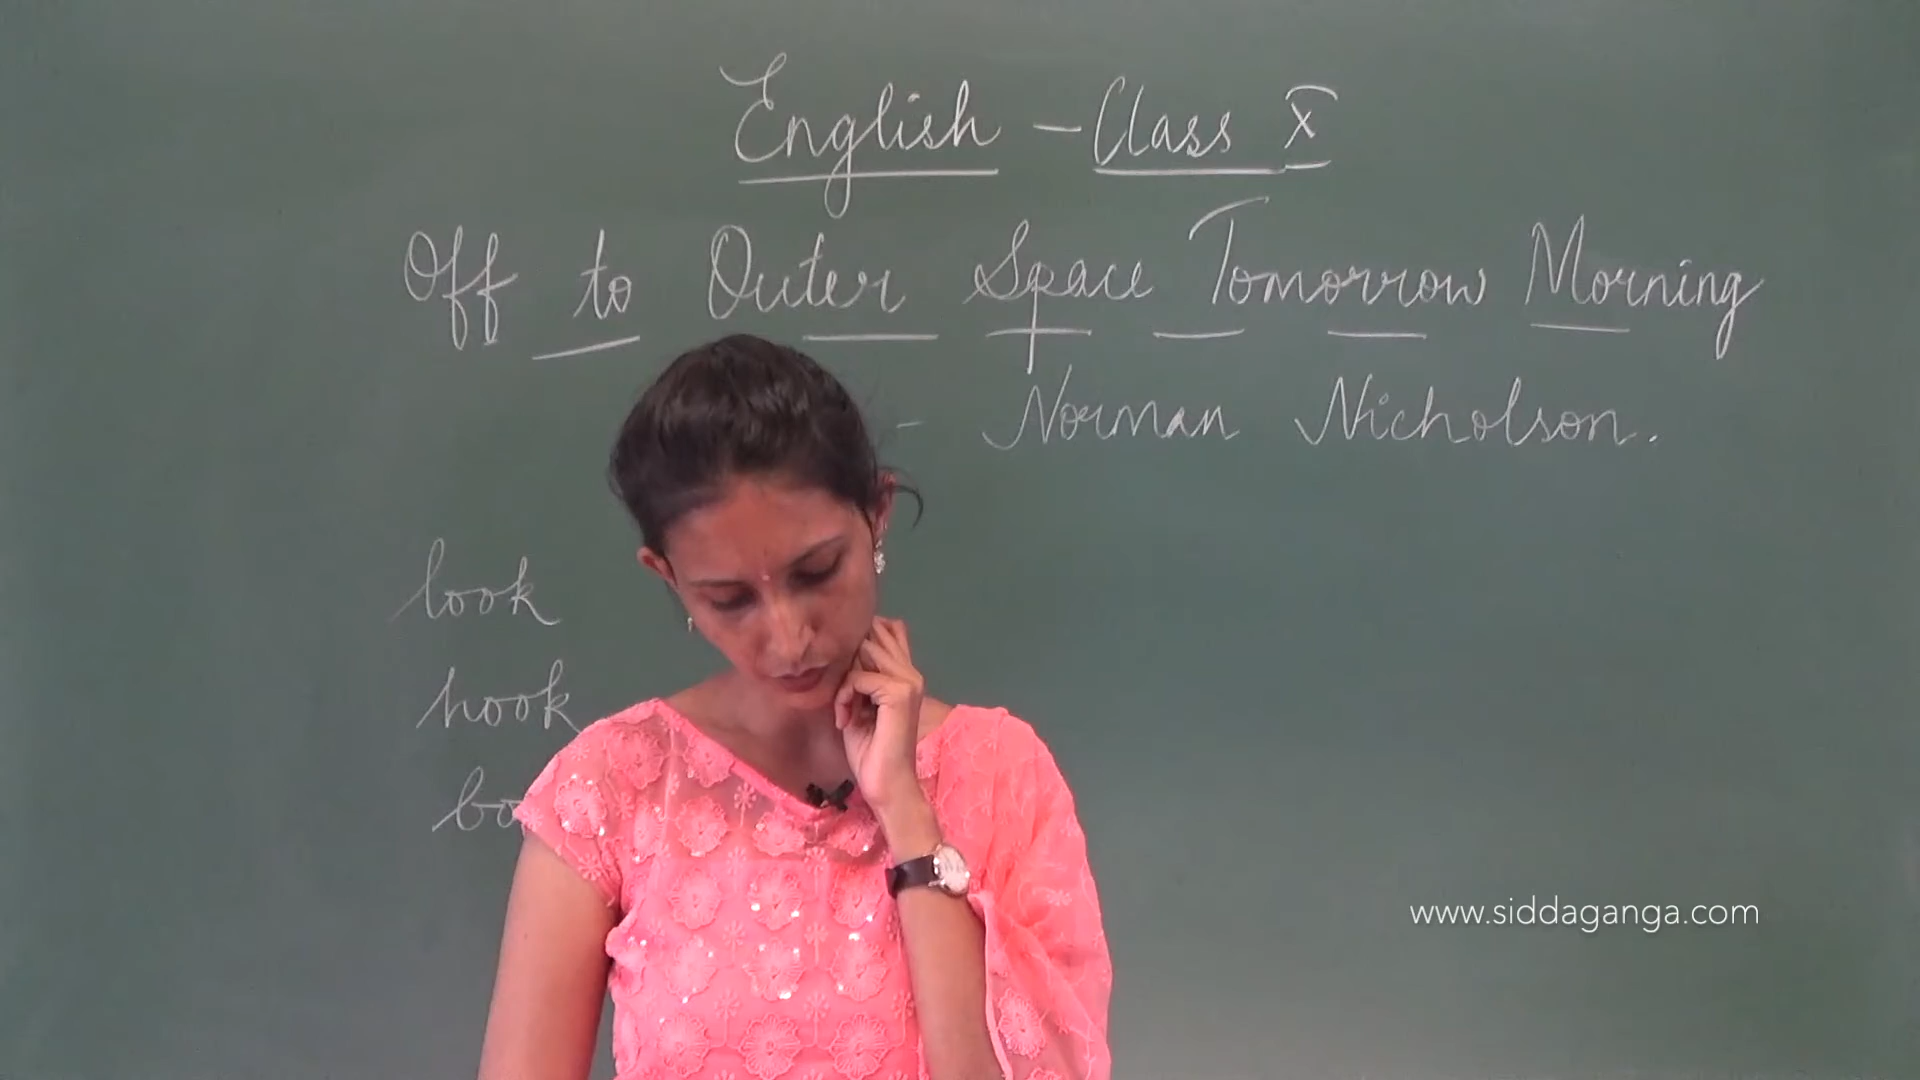 English - Class X
Off to Outer Space Tomorrow Morning
- Norman Nicholson.
look
hook
www.siddaganga.com